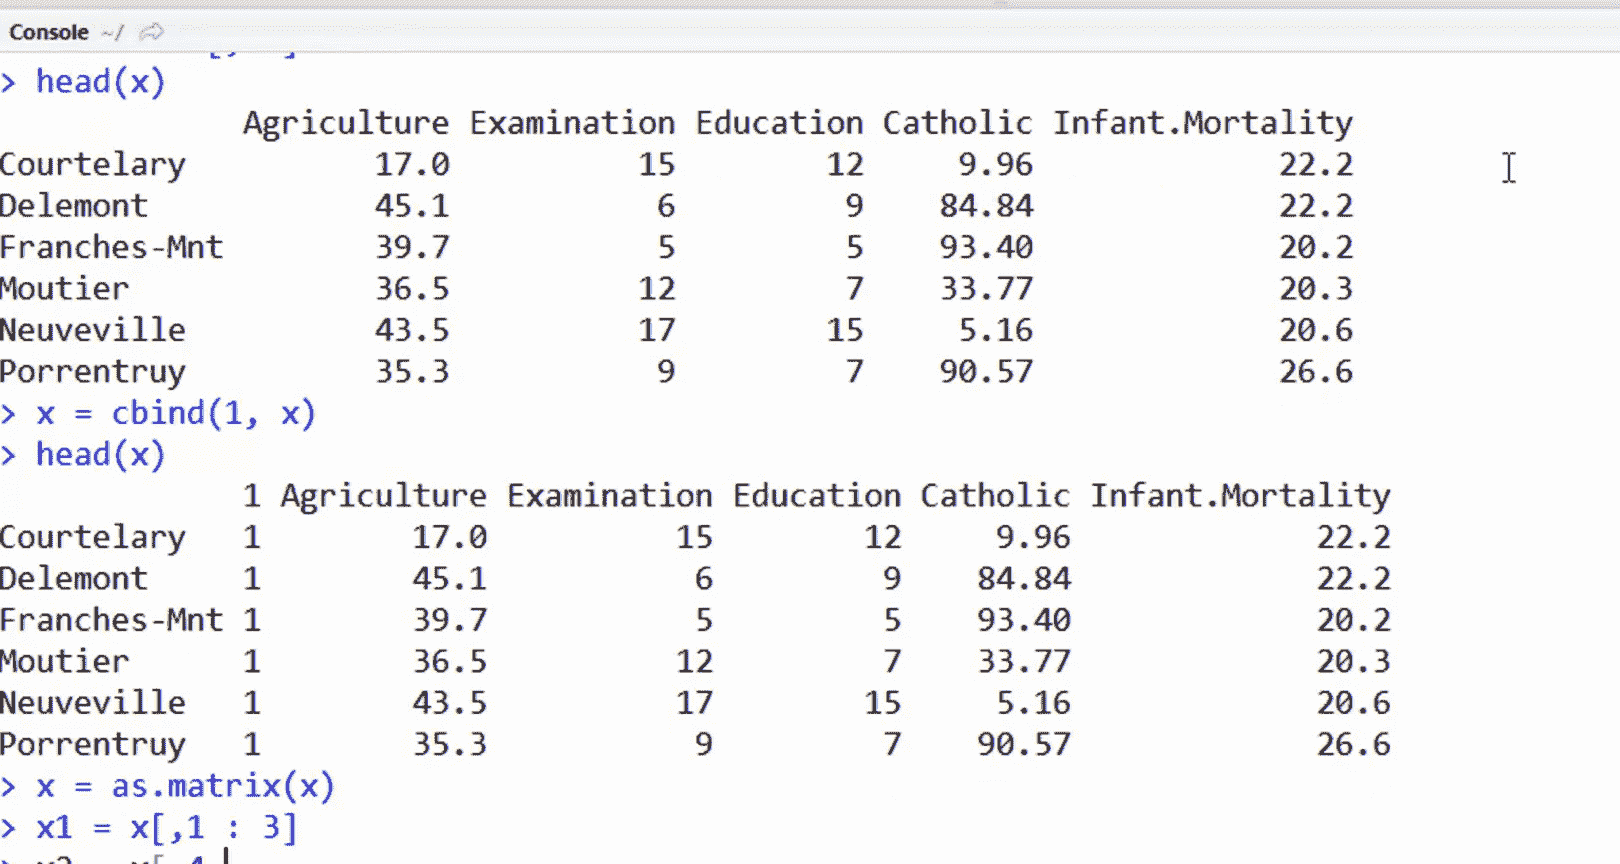 Console ~/
> head(x)
Agriculture Examination Education Catholic Infant.Mortality
Courtelary 17.0 15 12 9.96 22.2
Delemont 45.1 6 9 84.84 22.2
Franches-Mnt 39.7 5 5 93.40 20.2
Moutier 36.5 12 7 33.77 20.3
Neuveville 43.5 17 15 5.16 20.6
Porrentruy 35.3 9 7 90.57 26.6
> x = cbind(1, x)
> head(x)
1 Agriculture Examination Education Catholic Infant.Mortality
Courtelary 1 17.0 15 12 9.96 22.2
Delemont 1 45.1 6 9 84.84 22.2
Franches-Mnt 1 39.7 5 5 93.40 20.2
Moutier 1 36.5 12 7 33.77 20.3
Neuveville 1 43.5 17 15 5.16 20.6
Porrentruy 1 35.3 9 7 90.57 26.6
> x = as.matrix(x)
> x1 = x[,1 : 3]